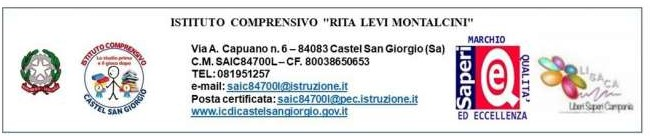 ISTITUTO COMPRENSIVO "RITA LEVI MONTALCINI"
ISTITUTO COMPRENSIVO
CASTEL SAN GIORGIO
Via A. Capuano n. 6 – 84083 Castel San Giorgio (Sa)
C.M. SAIC84700L – CF. 80038650653
TEL: 081951257
e-mail: saic84700l@istruzione.it
Posta certificata: saic84700l@pec.istruzione.it
www.icdicastelsangiorgio.gov.it
MARCHIO
Saperi
e
QUALITA'
ED ECCELLENZA
LISACA
Liberi Saperi Campania